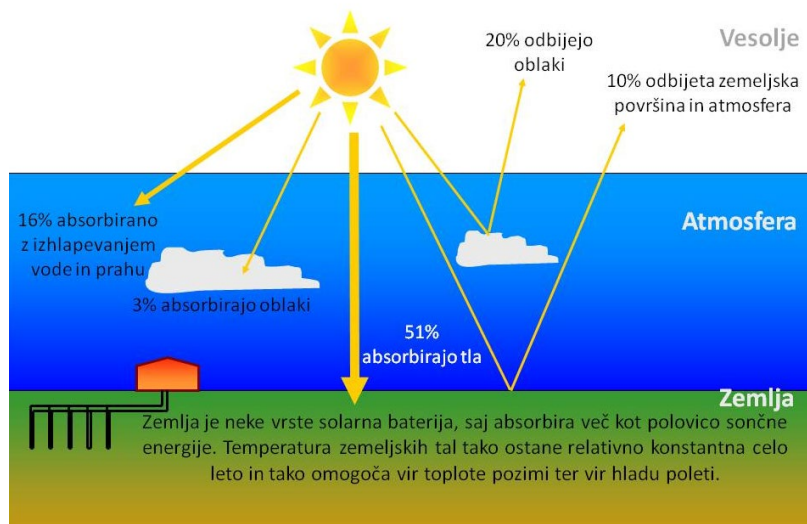 Vesolje
20% odbijejo
oblaki
10% odbijeta zemeljska
površina in atmosfera
Atmosfera
16% absorbirano
z izhlapevanjem
vode in prahu
3% absorbirajo oblaki
51%
absorbirajo tla
Zemlja
Zemlja je neke vrste solarna baterija, saj absorbira več kot polovico sončne
energije. Temperatura zemeljskih tal tako ostane relativno konstantna celo
leto in tako omogoča vir toplote pozimi ter vir hladu poleti.